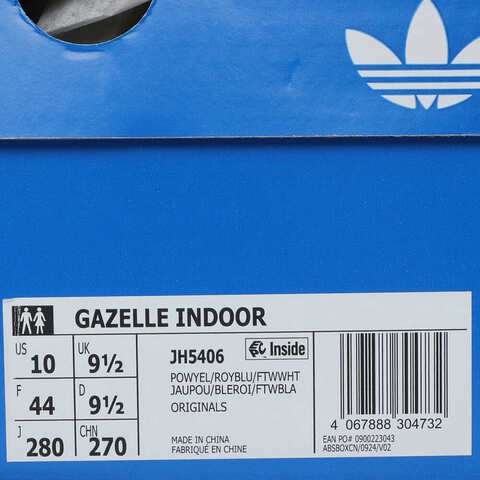 GAZELLE INDOOR
US 10 UK 9½
F 44 D 9½
J 280 CHN 270
JH5406 Inside
POWYEL/ROYBLU/FTWWHT
JAUPOU/BLEROI/FTWBLA
ORIGINALS
MADE IN CHINA
FABRIQUÉ EN CHINE
4 067888 304732
EAN PO# 0900223043
ABSBOXCN/0924/V02